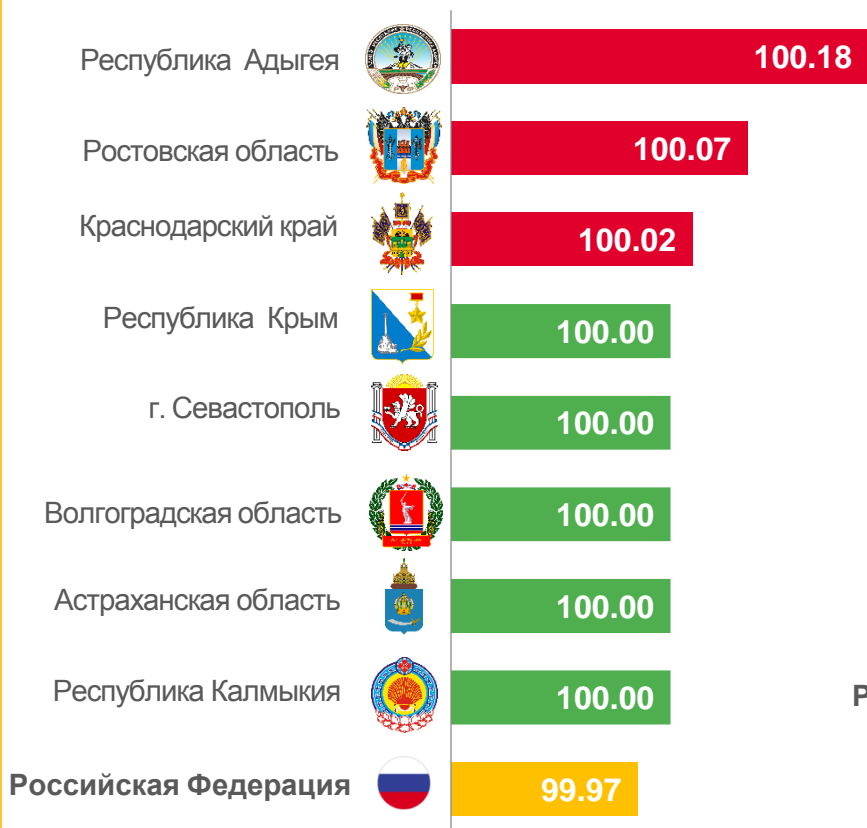 Республика Адыгея 100.18
Ростовская область 100.07
Краснодарский край 100.02
Республика Крым 100.00
г. Севастополь 100.00
Волгоградская область 100.00
Астраханская область 100.00
Республика Калмыкия 100.00
Р
Российская Федерация 99.97